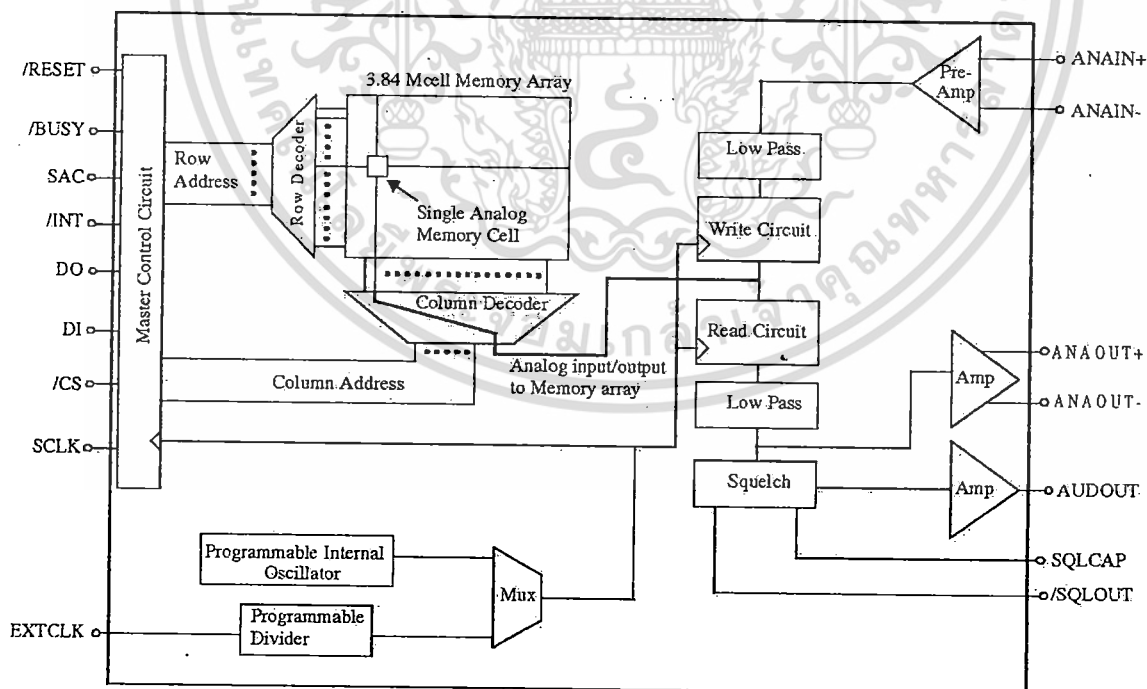 /RESET
/BUSY
SAC
/INT
DO
DI
/CS
SCLK
EXTCLK
Master Control Circuit
Row
Address
Row Decoder
3.84 Mcell Memory Array
Single Analog
Memory Cell
Column Decoder
Column Address
Analog input/output
to Memory array
Pre-
Amp
ANAIN+
ANAIN-
Low Pass
Write Circuit
Read Circuit
Low Pass
Squelch
Amp
ANAOUT+
ANAOUT-
Amp
AUDOUT
SQLCAP
/SQLOUT
Programmable Internal
Oscillator
Programmable
Divider
Mux